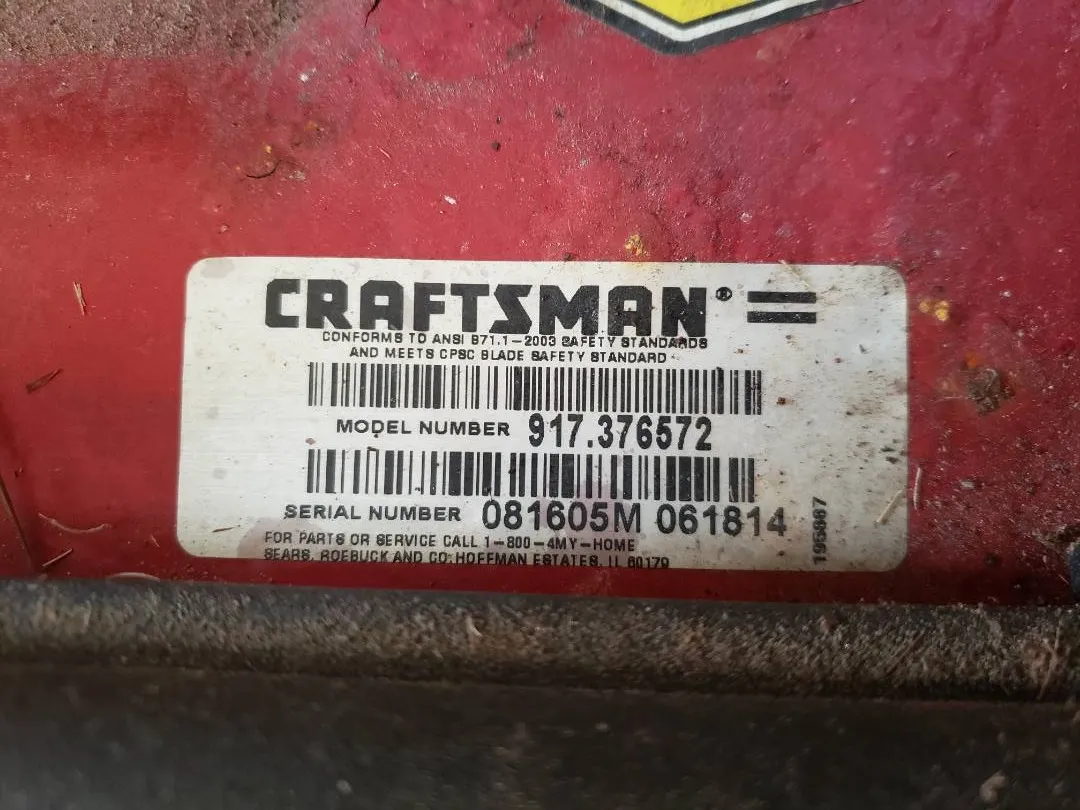 CRAFTSMAN®
CONFORMS TO ANSI B71.1-2003 SAFETY STANDARDS
AND MEETS CPSC BLADE SAFETY STANDARD
MODEL NUMBER 917.376572
SERIAL NUMBER 081605M 061814
FOR PARTS OR SERVICE CALL 1-800-4MY-HOME
SEARS, ROEBUCK AND CO. HOFFMAN ESTATES, IL 60179
195867